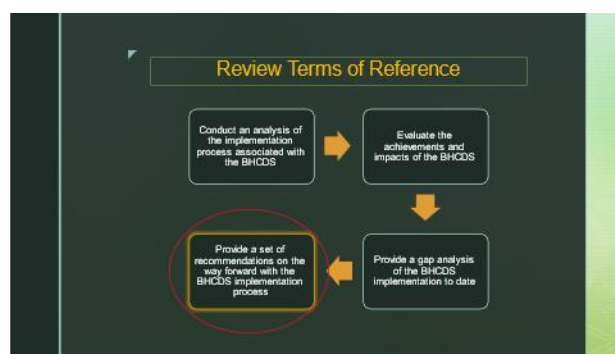 Review Terms of Reference
Conduct an analysis of
the implementation
process associated with
the BHCDS
Evaluate the
achievements and
impacts of the BHCDS
Provide a gap analysis
of the BHCDS
implementation to date
Provide a set of
recommendations on the
way forward with the
BHCDS implementation
process